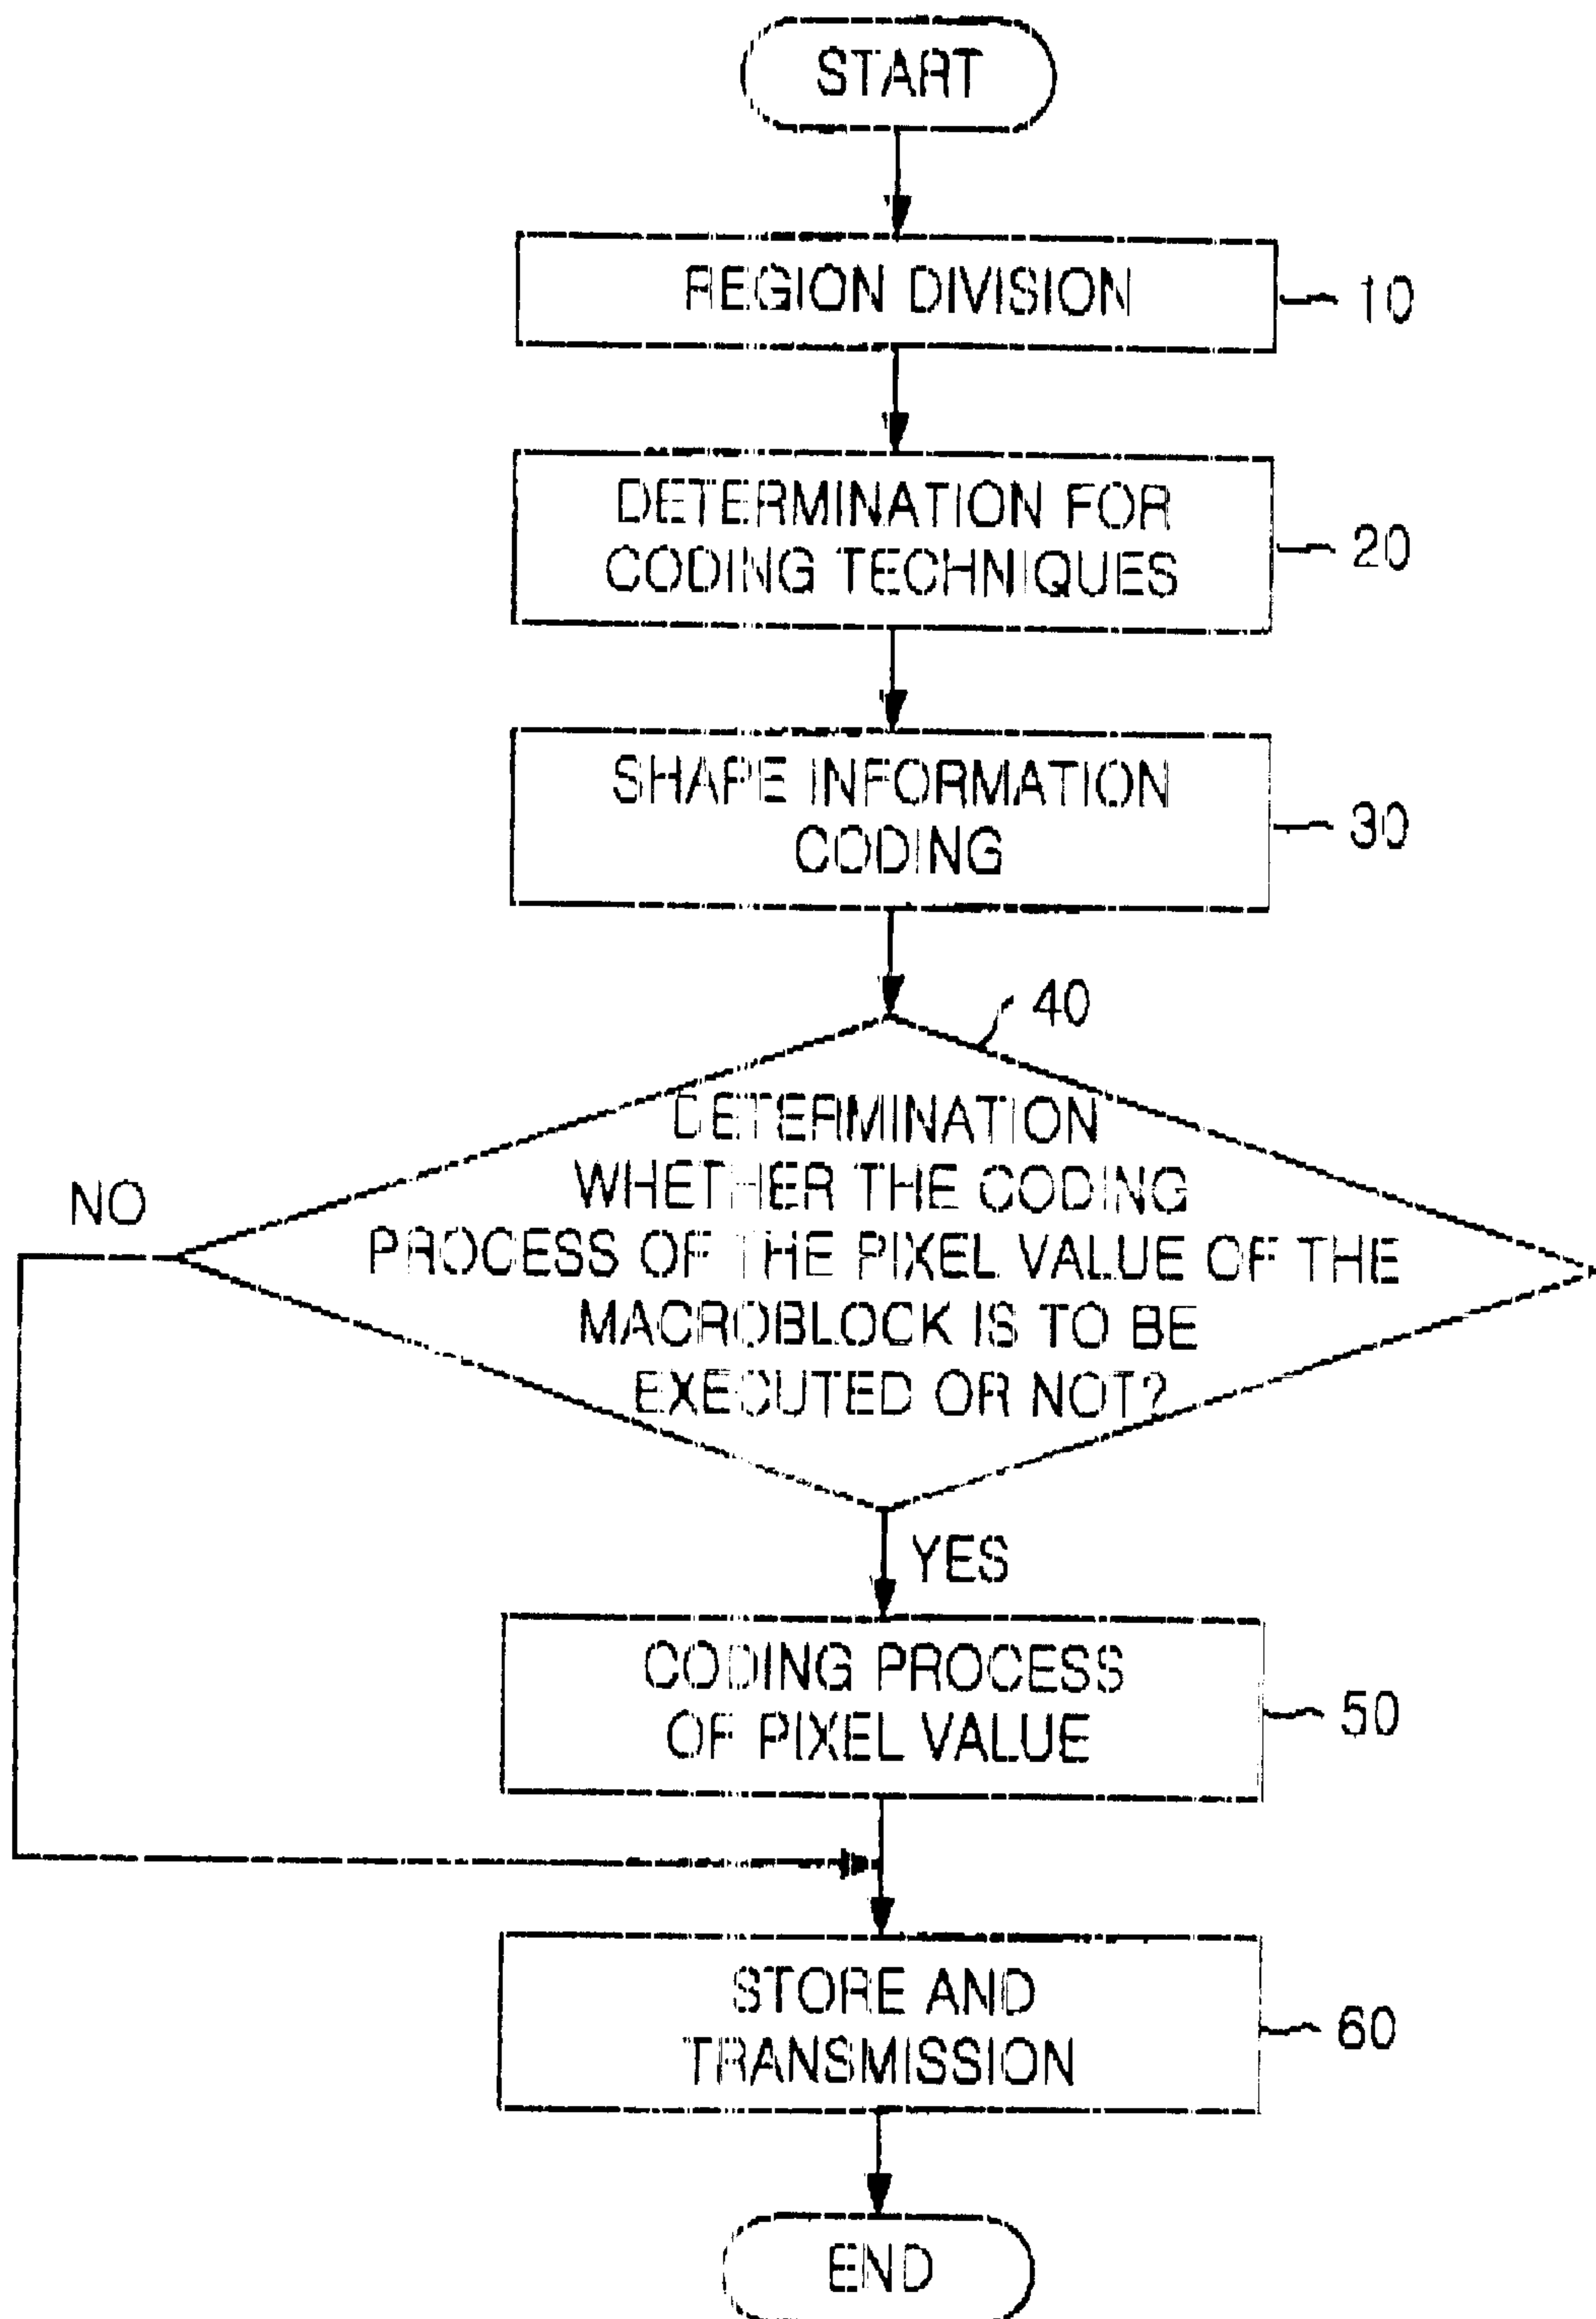 START
REGION DIVISION
10
DETERMINATION FOR
CODING TECHNIQUES
20
SHAPE INFORMATION
CODING
30
40
DETERMINATION
WHETHER THE CODING
PROCESS OF THE PIXEL VALUE OF THE
MACROBLOCK IS TO BE
EXECUTED OR NOT?
NO
YES
CODING PROCESS
OF PIXEL VALUE
50
STORE AND
TRANSMISSION
60
END